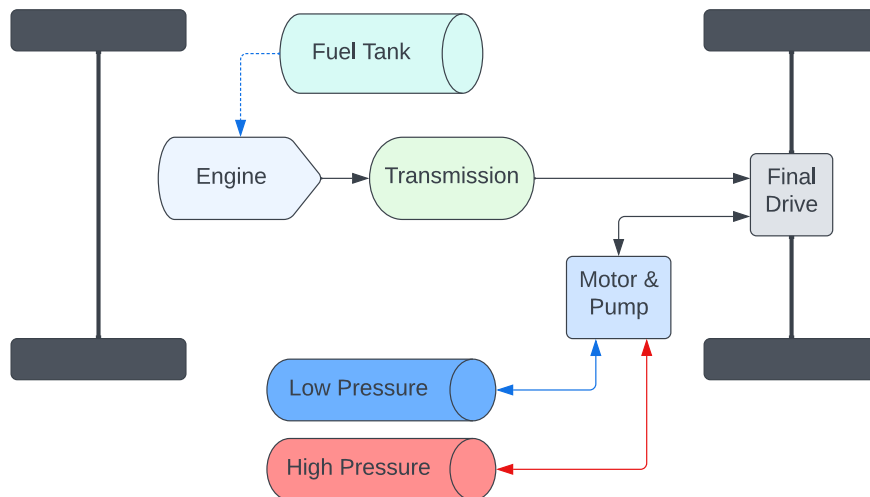 Fuel Tank
Engine
Transmission
Final
Drive
Motor &
Pump
Low Pressure
High Pressure